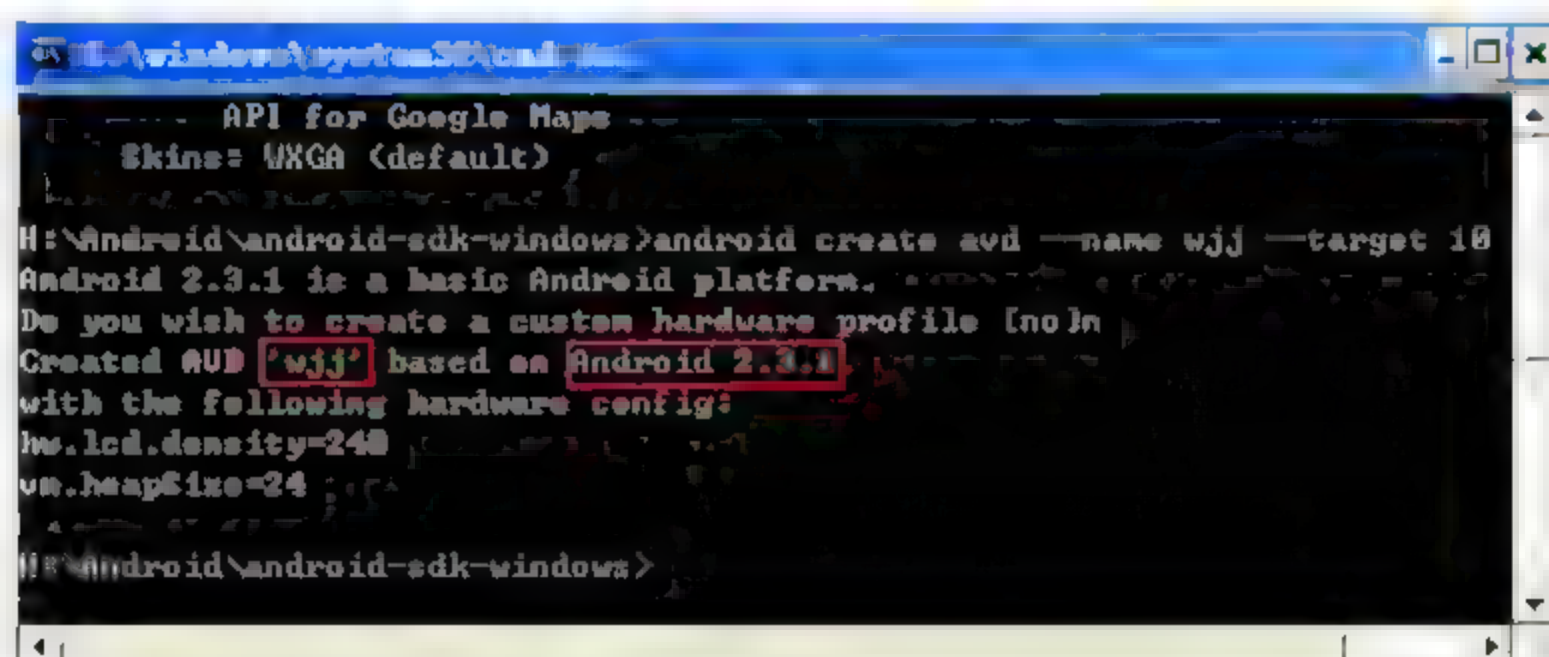 API for Google Maps
Skins: WXGA (default)
H:\Android\android-sdk-windows>android create avd --name wjj --target 10
Android 2.3.1 is a basic Android platform.
Do you wish to create a custom hardware profile [no]n
Created AVD 'wjj' based on Android 2.3.1,
with the following hardware config:
hw.lcd.density=240
vm.heapSize=24
H:\Android\android-sdk-windows>